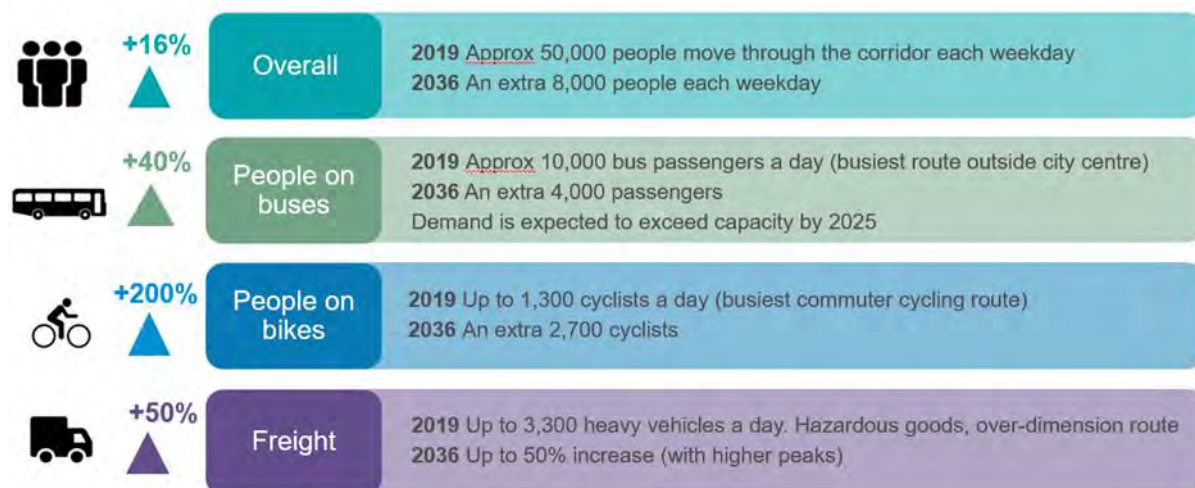 +16%
Overall
2019 Approx 50,000 people move through the corridor each weekday
2036 An extra 8,000 people each weekday
+40%
People on
buses
2019 Approx 10,000 bus passengers a day (busiest route outside city centre)
2036 An extra 4,000 passengers
Demand is expected to exceed capacity by 2025
+200%
People on
bikes
2019 Up to 1,300 cyclists a day (busiest commuter cycling route)
2036 An extra 2,700 cyclists
+50%
Freight
2019 Up to 3,300 heavy vehicles a day. Hazardous goods, over-dimension route
2036 Up to 50% increase (with higher peaks)